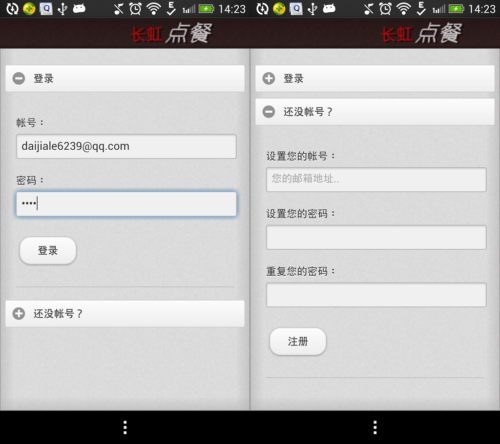 14:23
长虹 点餐
登录
帐号：
daijiale6239@qq.com
密码：
••••
登录
还没帐号？
14:23
长虹 点餐
登录
还没帐号？
设置您的帐号：
您的邮箱地址..
设置您的密码：
重复您的密码：
注册